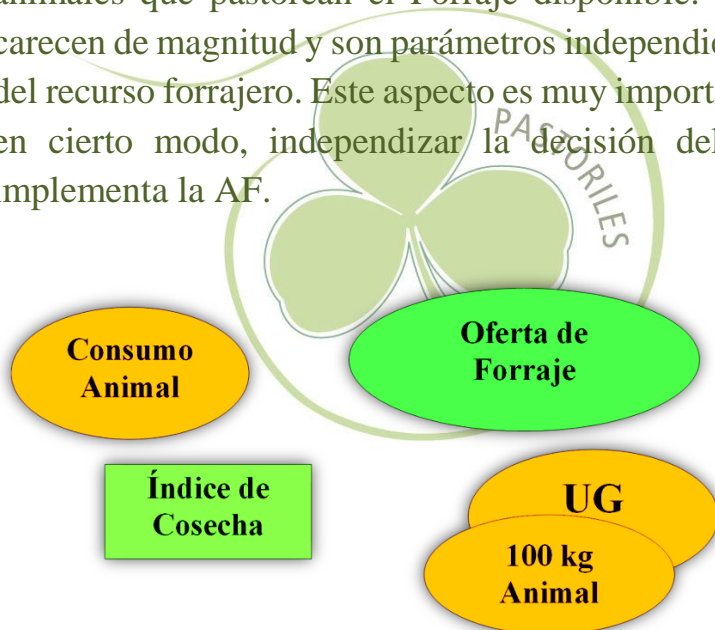 animales que pastorean el Forraje disponible.
carecen de magnitud y son parámetros
del recurso forrajero. Este aspecto es muy
en cierto modo, independizar la decisión del
implementa la AF.
PASTORILES
Consumo
Animal
Oferta de
Forraje
Índice de
Cosecha
UG
100 kg
Animal